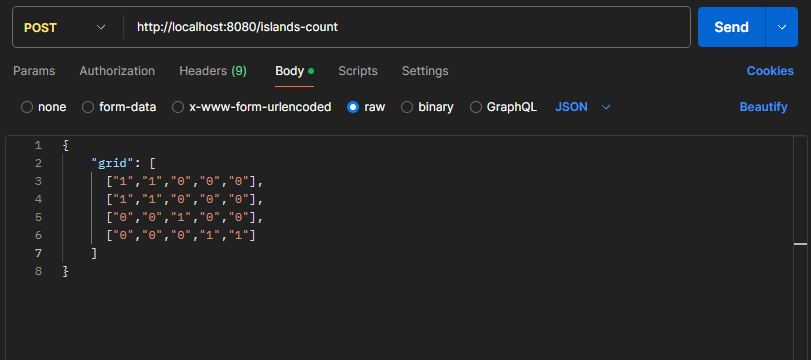 POST http://localhost:8080/islands-count Send
Params Authorization Headers (9) Body Scripts Settings Cookies
none form-data x-www-form-urlencoded raw binary GraphQL JSON Beautify
1 {
2 "grid": [
3 ["1","1","0","0","0"],
4 ["1","1","0","0","0"],
5 ["0","0","1","0","0"],
6 ["0","0","0","1","1"]
7 ]
8 }